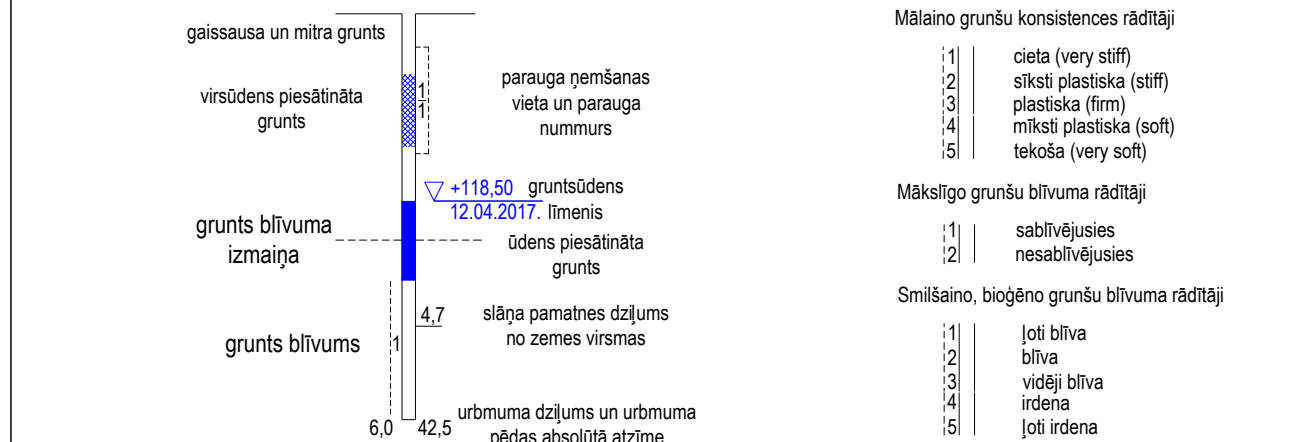 gaissausa un mitra grunts
virsūdens piesātināta
grunts
1
1
parauga ņemšanas
vieta un parauga
nummurs
+118,50 gruntsūdens
12.04.2017. līmenis
grunts blīvuma
izmaiņa
ūdens piesātināta
grunts
4,7
slāņa pamatnes dziļums
no zemes virsmas
grunts blīvums
1
6,0
42,5
urbmuma dziļums un urbmuma
pēdas absolūtā atzīme
Mālaino grunšu konsistences rādītāji
1 cieta (very stiff)
2 sīksti plastiska (stiff)
3 plastiska (firm)
4 mīksti plastiska (soft)
5 tekoša (very soft)
Mākslīgo grunšu blīvuma rādītāji
1 sablīvējusies
2 nesablīvējusies
Smilšaino, bioģēno grunšu blīvuma rādītāji
1 ļoti blīva
2 blīva
3 vidēji blīva
4 irdena
5 ļoti irdena